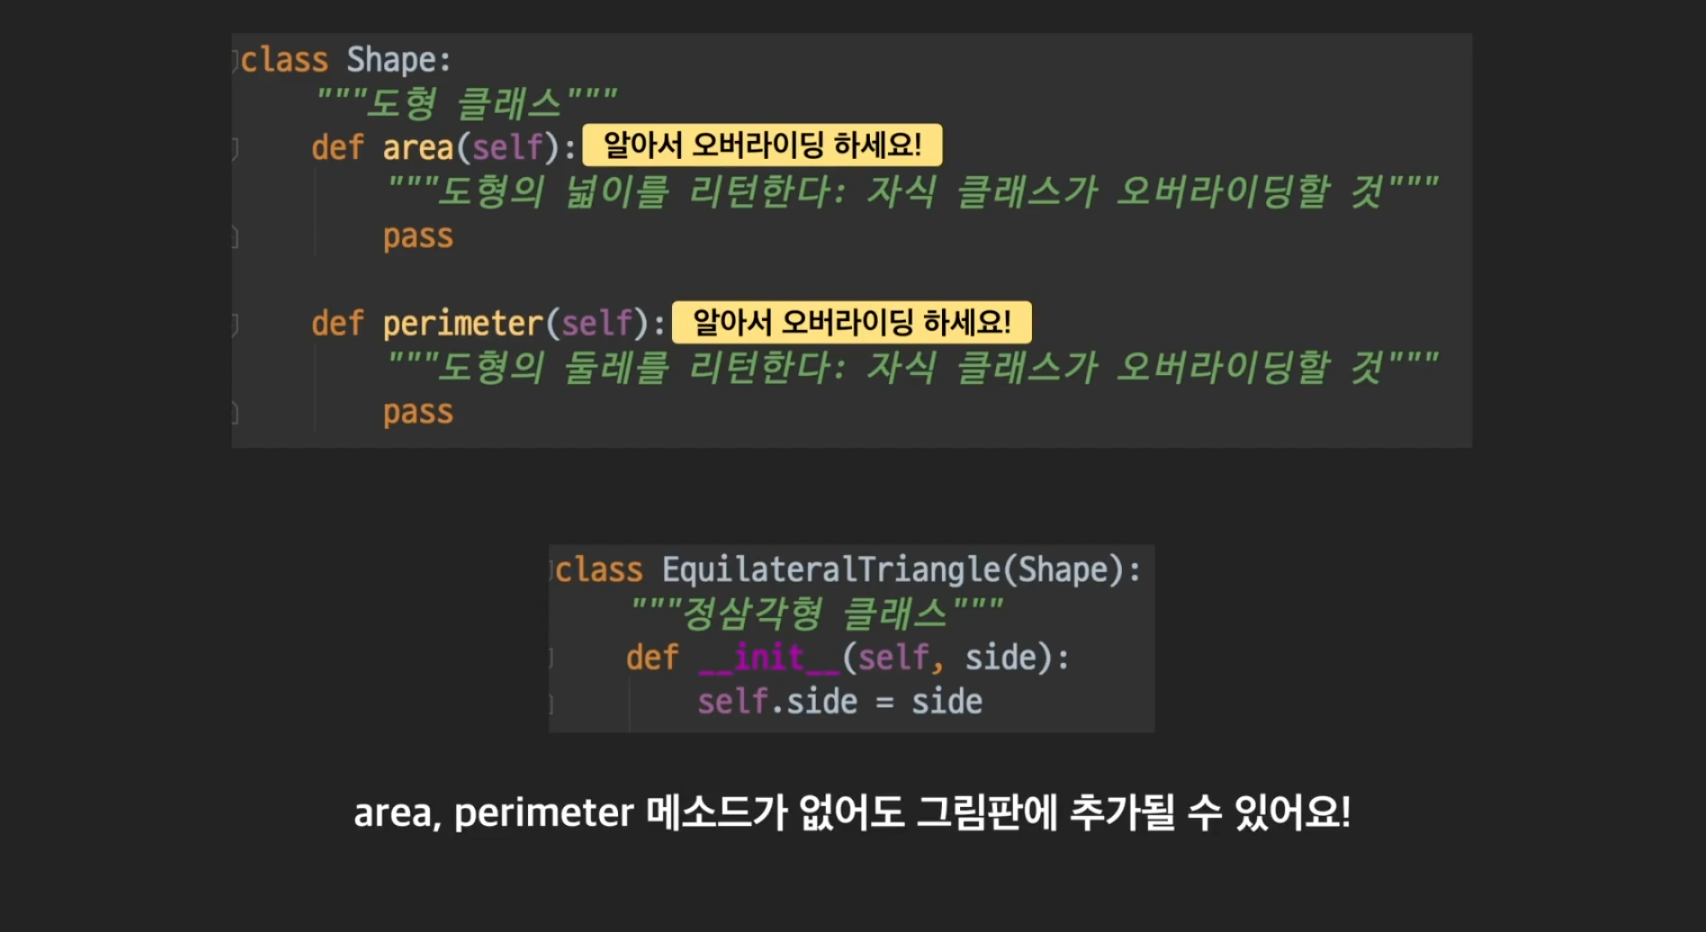 class Shape:
"""도형 클래스"""
def area(self): 알아서 오버라이딩 하세요!
"""도형의 넓이를 리턴한다: 자식 클래스가 오버라이딩할 것"""
pass
def perimeter(self): 알아서 오버라이딩 하세요!
"""도형의 둘레를 리턴한다: 자식 클래스가 오버라이딩할 것"""
pass
class EquilateralTriangle(Shape):
"""정삼각형 클래스"""
def __init__(self, side):
self.side = side
area, perimeter 메소드가 없어도 그림판에 추가될 수 있어요!